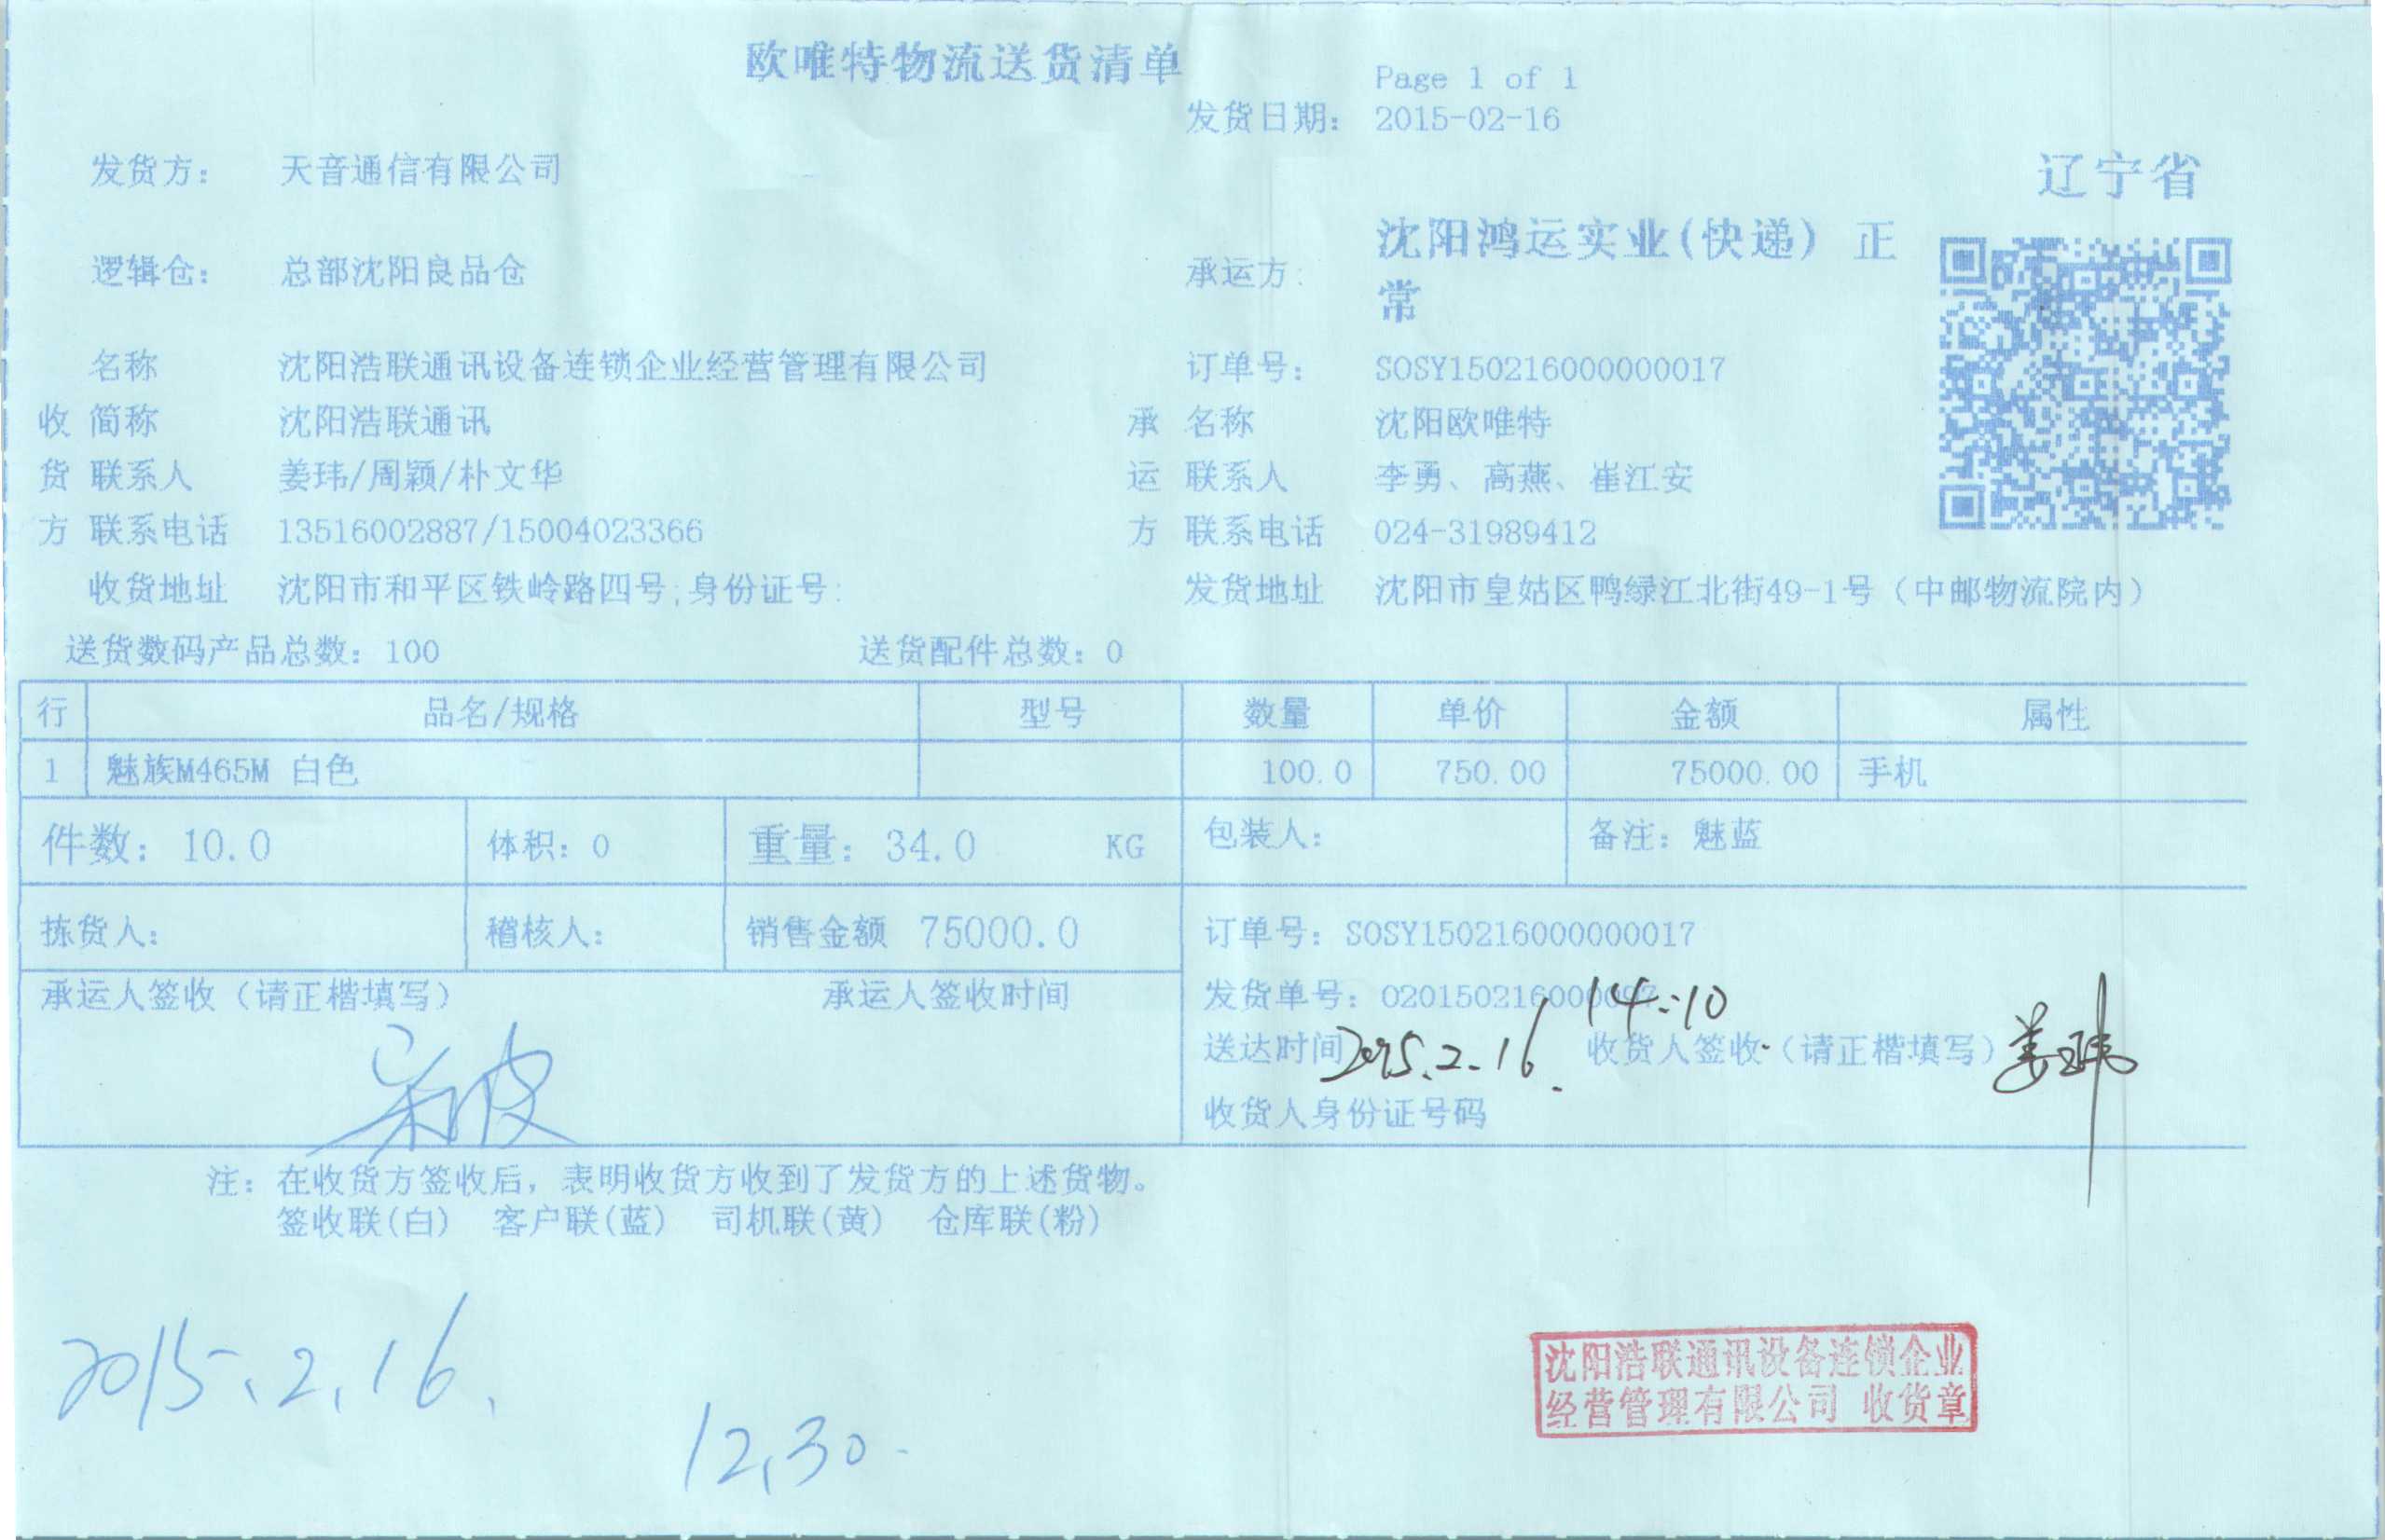 欧唯特物流送货清单
Page 1 of 1
发货日期: 2015-02-16
发货方: 天音通信有限公司
辽宁省
逻辑仓: 总部沈阳良品仓 承运方: 沈阳鸿运实业(快递) 正常
名称 沈阳浩联通讯设备连锁企业经营管理有限公司 订单号: SOSY150216000000017
收 简称 沈阳浩联通讯 承 名称 沈阳欧唯特
货 联系人 姜玮/周颖/朴文华 运 联系人 李勇、高燕、崔江安
方 联系电话 13516002887/15004023366 方 联系电话 024-31989412
收货地址 沈阳市和平区铁岭路四号;身份证号: 发货地址 沈阳市皇姑区鸭绿江北街49-1号（中邮物流院内）
送货数码产品总数: 100 送货配件总数: 0
行 品名/规格 型号 数量 单价 金额 属性
1 魅族M465M 白色 100.0 750.00 75000.00 手机
件数: 10.0 体积: 0 重量: 34.0 KG 包装人: 备注: 魅蓝
拣货人: 稽核人: 销售金额 75000.0 订单号: SOSY150216000000017
承运人签收（请正楷填写） 承运人签收时间 发货单号: 14:10
送达时间 2015.2.16. 收货人签收（请正楷填写） 姜玮
收货人身份证号码
注: 在收货方签收后，表明收货方收到了发货方的上述货物。
签收联(白) 客户联(蓝) 司机联(黄) 仓库联(粉)
2015.2.16.
12.30.
沈阳浩联通讯设备连锁企业
经营管理有限公司 收货章